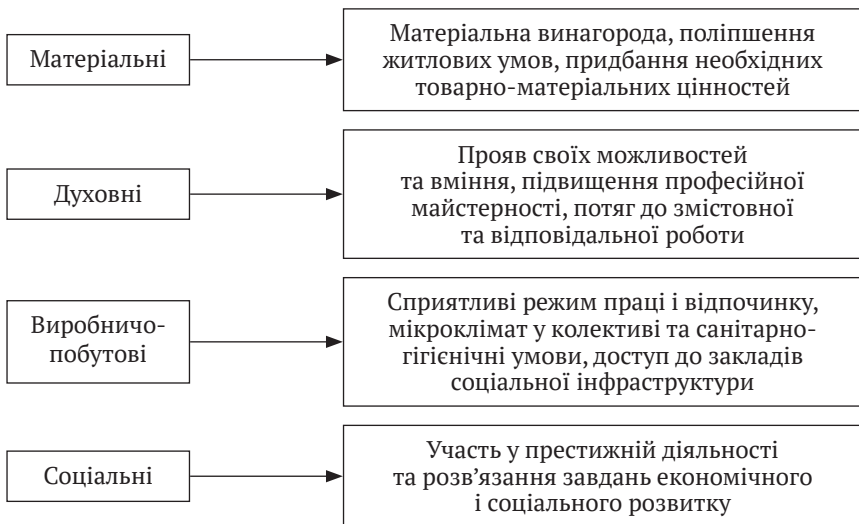 Матеріальні
Матеріальна винагорода, поліпшення
житлових умов, придбання необхідних
товарно-матеріальних цінностей
Духовні
Прояв своїх можливостей
та вміння, підвищення професійної
майстерності, потяг до змістовної
та відповідальної роботи
Виробничо-
побутові
Сприятливі режим праці і відпочинку,
мікроклімат у колективі та санітарно-
гігієнічні умови, доступ до закладів
соціальної інфраструктури
Соціальні
Участь у престижній діяльності
та розв’язання завдань економічного
і соціального розвитку